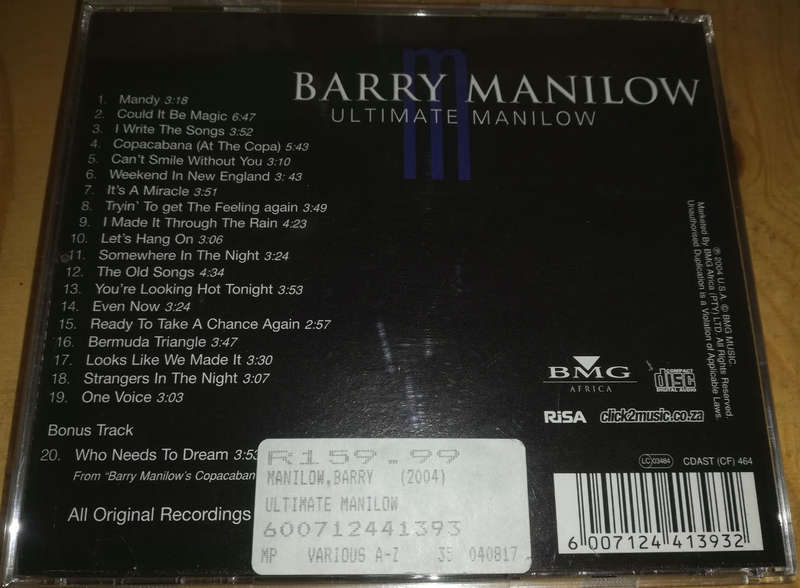 BARRY MANILOW
ULTIMATE MANILOW
1. Mandy 3:18
2. Could It Be Magic 6:47
3. I Write The Songs 3:52
4. Copacabana (At The Copa) 5:43
5. Can't Smile Without You 3:10
6. Weekend In New England 3: 43
7. It's A Miracle 3:51
8. Tryin' To get The Feeling again 3:49
9. I Made It Through The Rain 4:23
10. Let's Hang On 3:06
11. Somewhere In The Night 3:24
12. The Old Songs 4:34
13. You're Looking Hot Tonight 3:53
14. Even Now 3:24
15. Ready To Take A Chance Again 2:57
16. Bermuda Triangle 3:47
17. Looks Like We Made It 3:30
18. Strangers In The Night 3:07
19. One Voice 3:03
Bonus Track
20. Who Needs To Dream 3:53
From "Barry Manilow's Copacaban
All Original Recordings
℗ 2004 U.S.A. © BMG MUSIC
Marketed By BMG Africa (PTY) LTD. All Rights Reserved.
Unauthorised Duplication is a Violation of Applicable Laws.
BMG
AFRICA
COMPACT
disc
DIGITAL AUDIO
RiSA
click2music.co.za
LC 03484
CDAST (CF) 464
6 007124 413932
R159.99
MANILOW,BARRY (2004)
ULTIMATE MANILOW
600712441393
MP VARIOUS A-Z 35 040817